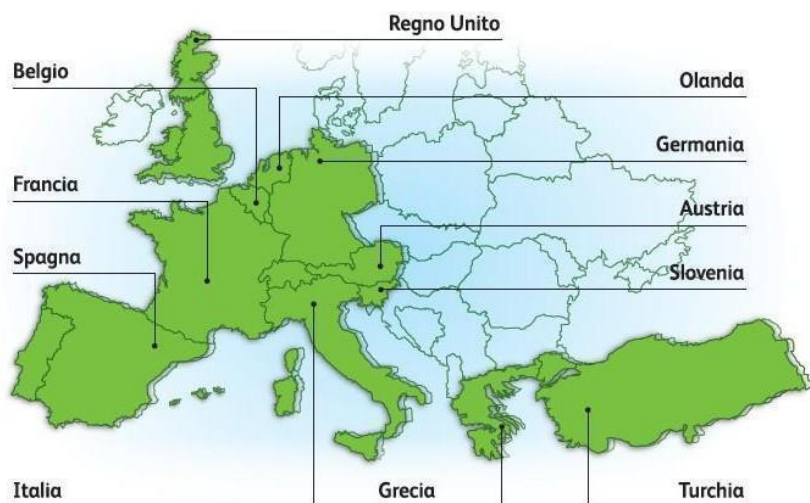 Regno Unito
Belgio
Olanda
Germania
Francia
Austria
Spagna
Slovenia
Italia
Grecia
Turchia